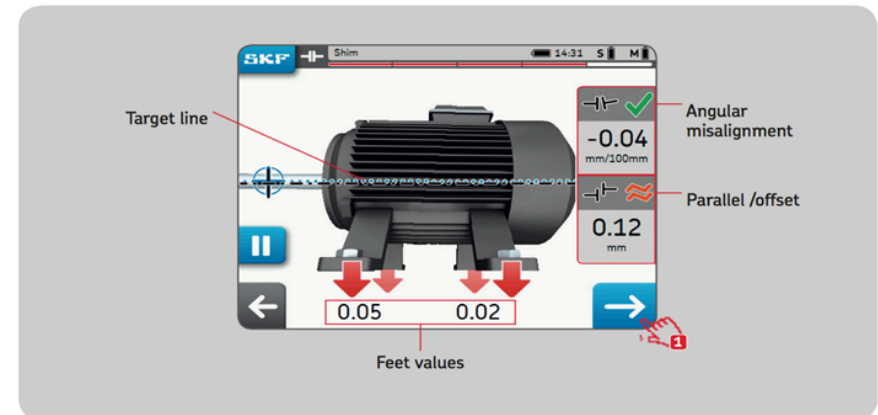 SKF
Shim
14:31 S M
Target line
Angular
misalignment
-0.04
mm/100mm
Parallel /offset
0.12
mm
0.05 0.02
1
Feet values